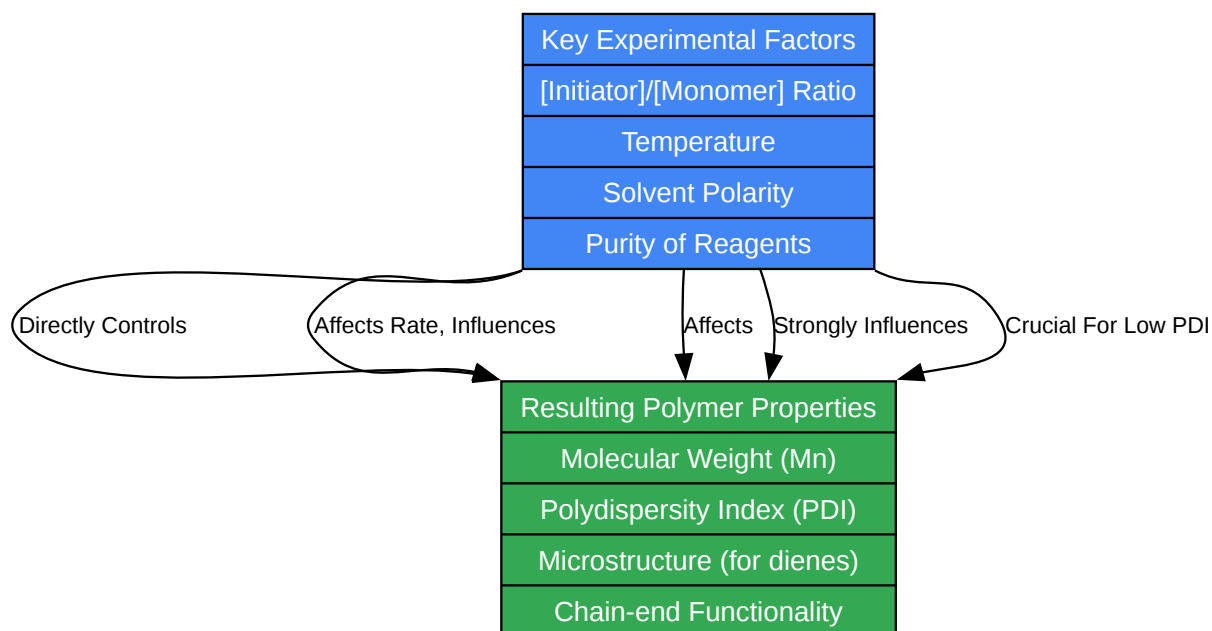 Key Experimental Factors
[Initiator]/[Monomer] Ratio
Temperature
Solvent Polarity
Purity of Reagents
Directly Controls
Affects Rate, Influences
Affects
Strongly Influences
Crucial For Low PDI
Resulting Polymer Properties
Molecular Weight (Mn)
Polydispersity Index (PDI)
Microstructure (for dienes)
Chain-end Functionality